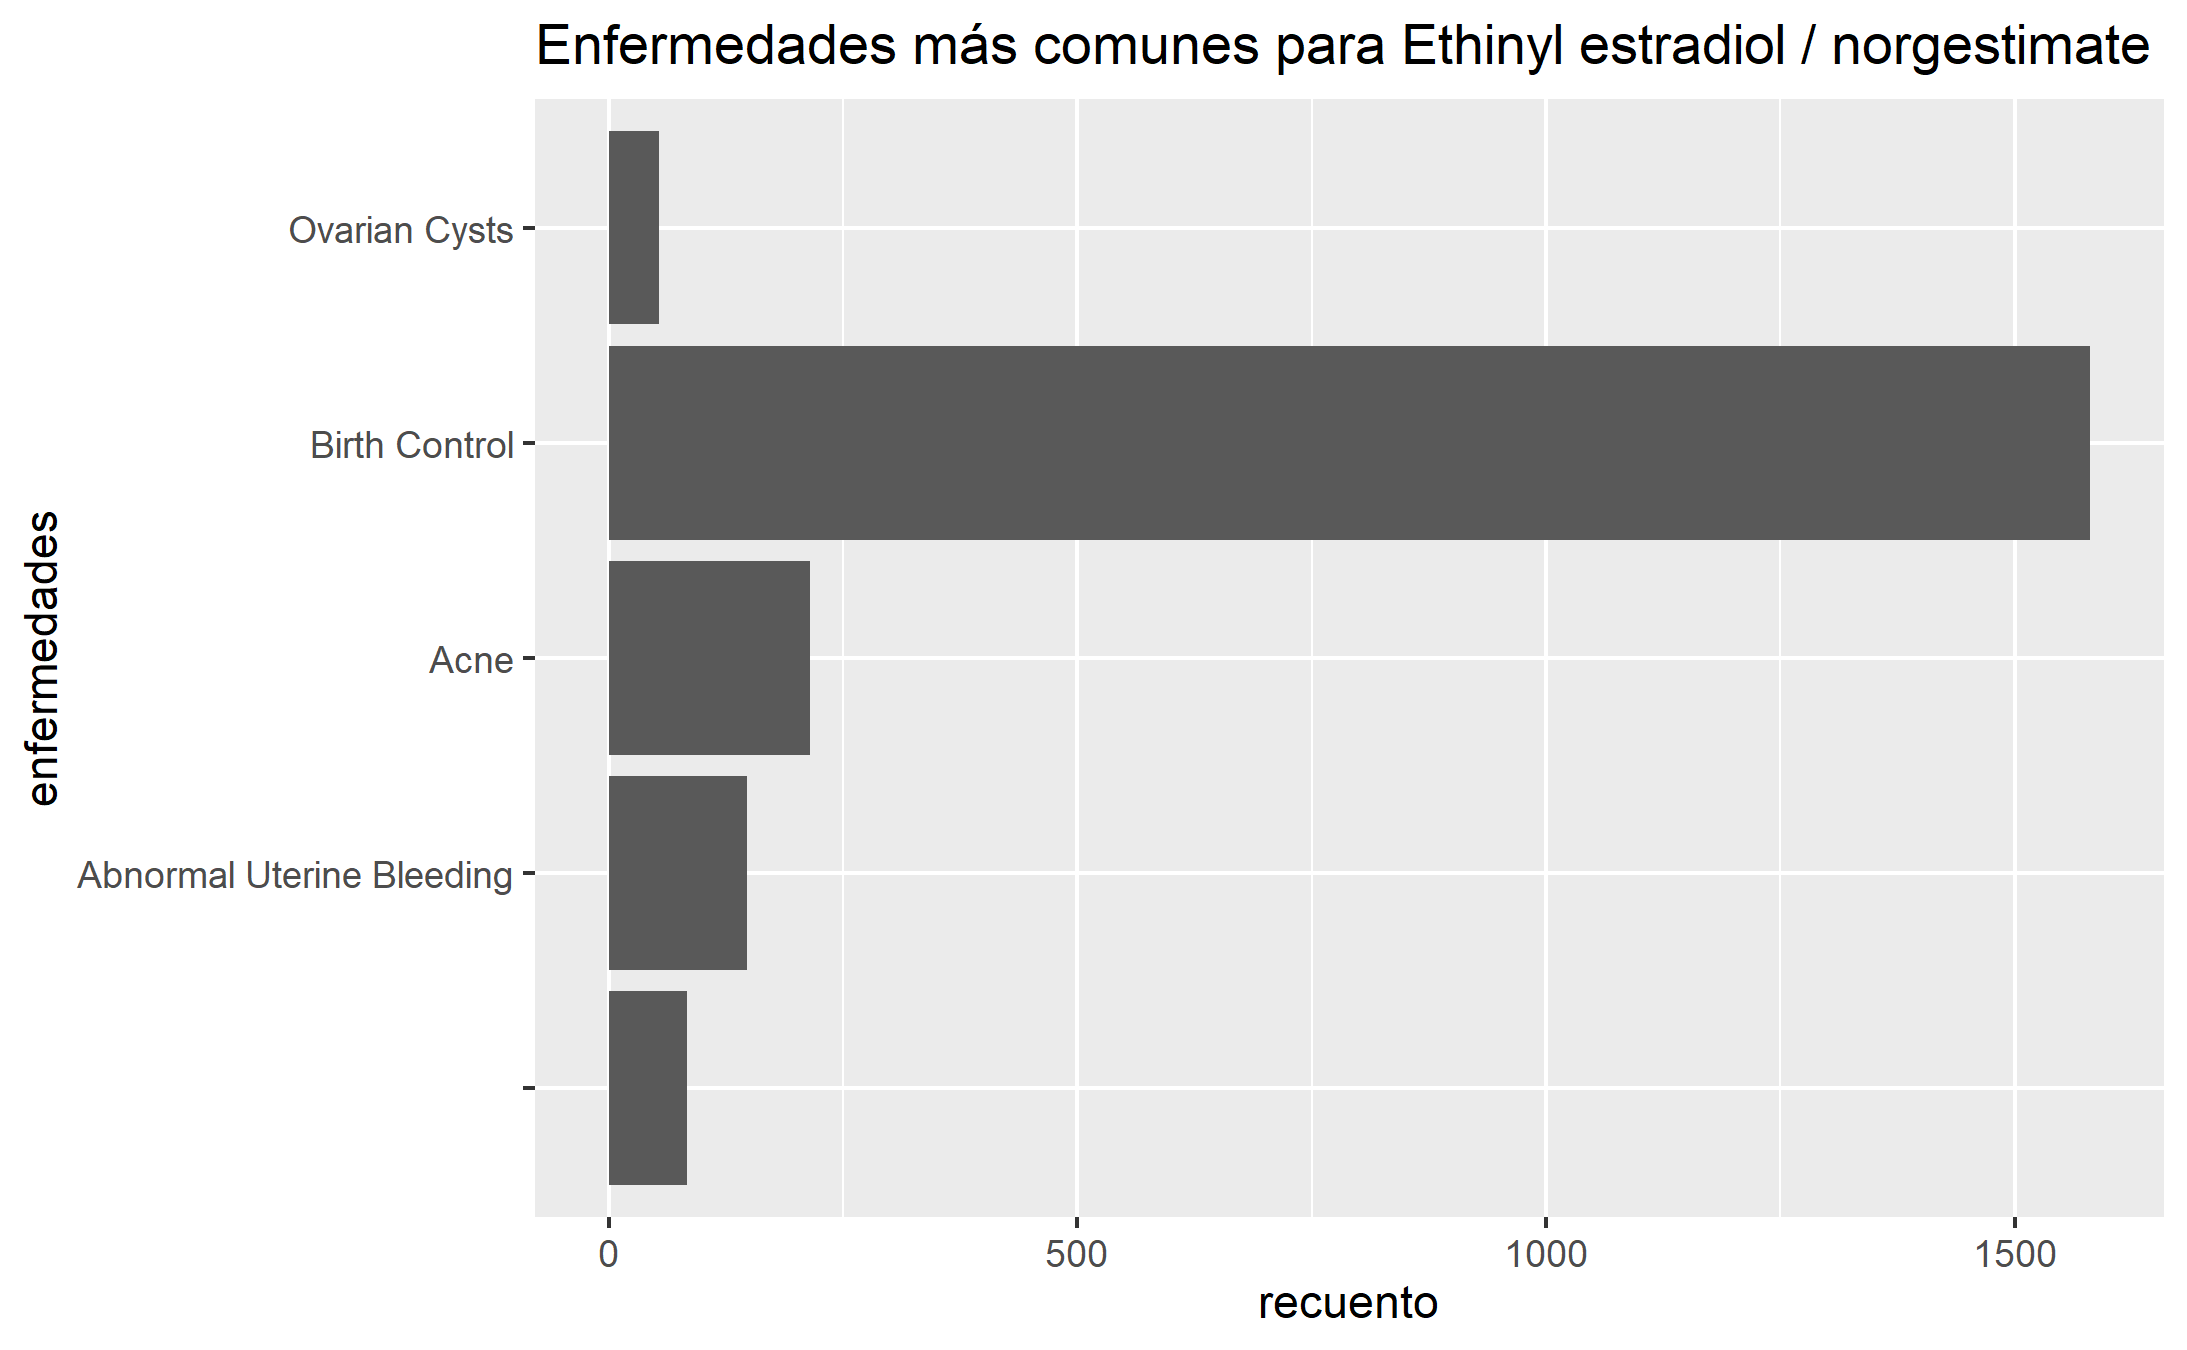 Enfermedades más comunes para Ethinyl estradiol / norgestimate
Ovarian Cysts
Birth Control
Acne
Abnormal Uterine Bleeding
enfermedades
0
500
1000
1500
recuento